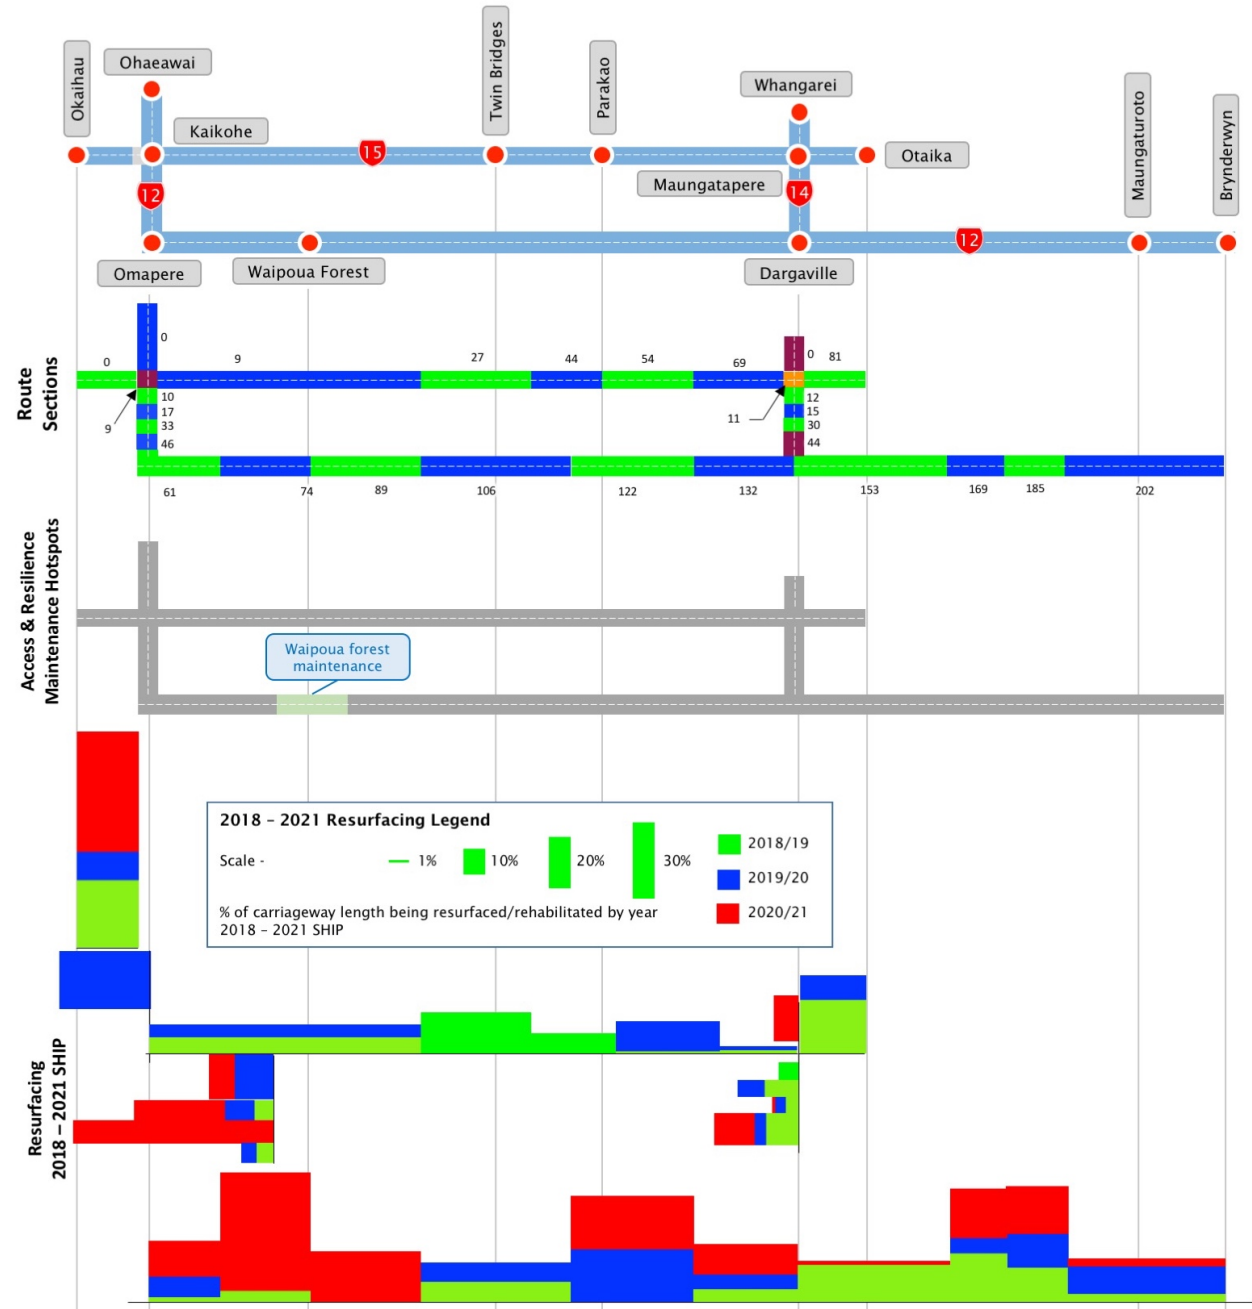 Okaihau
Ohaeawai
Kaikohe
Twin Bridges
Parakao
Whangarei
Maungatapere
Otaika
Maungaturoto
Brynderwyn
15
12
14
12
Omapere
Waipoua Forest
Dargaville
Route
Sections
0
0
9
27
44
54
69
0
81
9
10
17
33
46
11
12
15
30
44
61
74
89
106
122
132
153
169
185
202
Access & Resilience
Maintenance Hotspots
Waipoua forest
maintenance
2018 – 2021 Resurfacing Legend
Scale -
1%
10%
20%
30%
2018/19
2019/20
2020/21
% of carriageway length being resurfaced/rehabilitated by year
2018 – 2021 SHIP
Resurfacing
2018 – 2021 SHIP